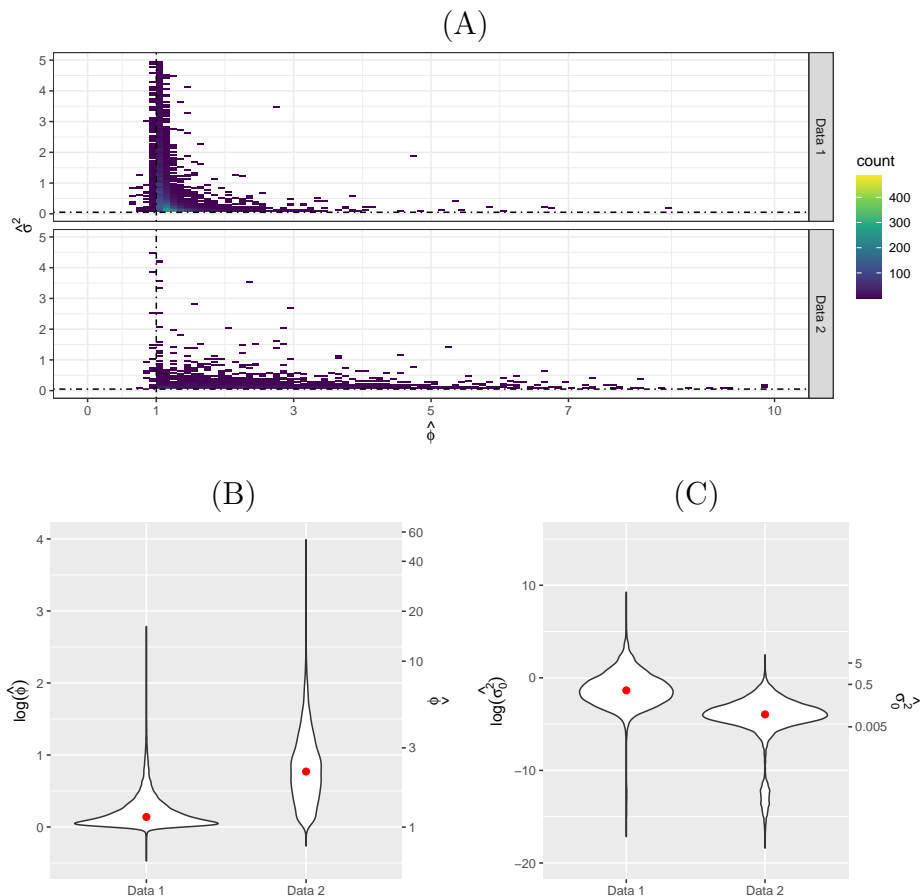 (A)
5
4
3
2
1
0
Data 1
5
4
3
2
1
0
Data 2
σ̂²
0 1 3 5 7 10
ϕ̂
count
400
300
200
100
(B)
4
3
2
1
0
log(ϕ̂)
60
40
20
10
3
1
ϕ̂
Data 1 Data 2
(C)
10
0
−10
−20
log(σ̂₀²)
5
0.5
0.005
σ̂₀²
Data 1 Data 2